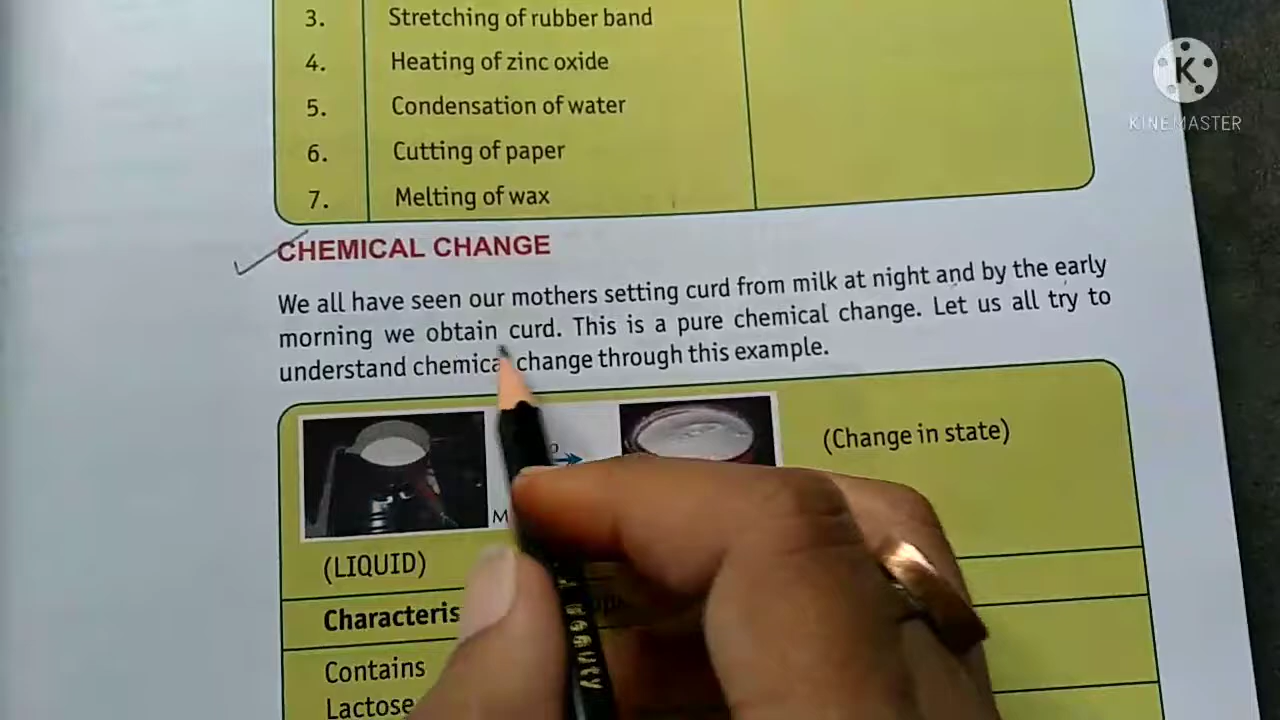 3. Stretching of rubber band
4. Heating of zinc oxide
5. Condensation of water
6. Cutting of paper
7. Melting of wax
K
KINEMASTER
CHEMICAL CHANGE
We all have seen our mothers setting curd from milk at night and by the early
morning we obtain curd. This is a pure chemical change. Let us all try to
understand chemical change through this example.
(Change in state)
(LIQUID)
Characteris
Contains
Lactose